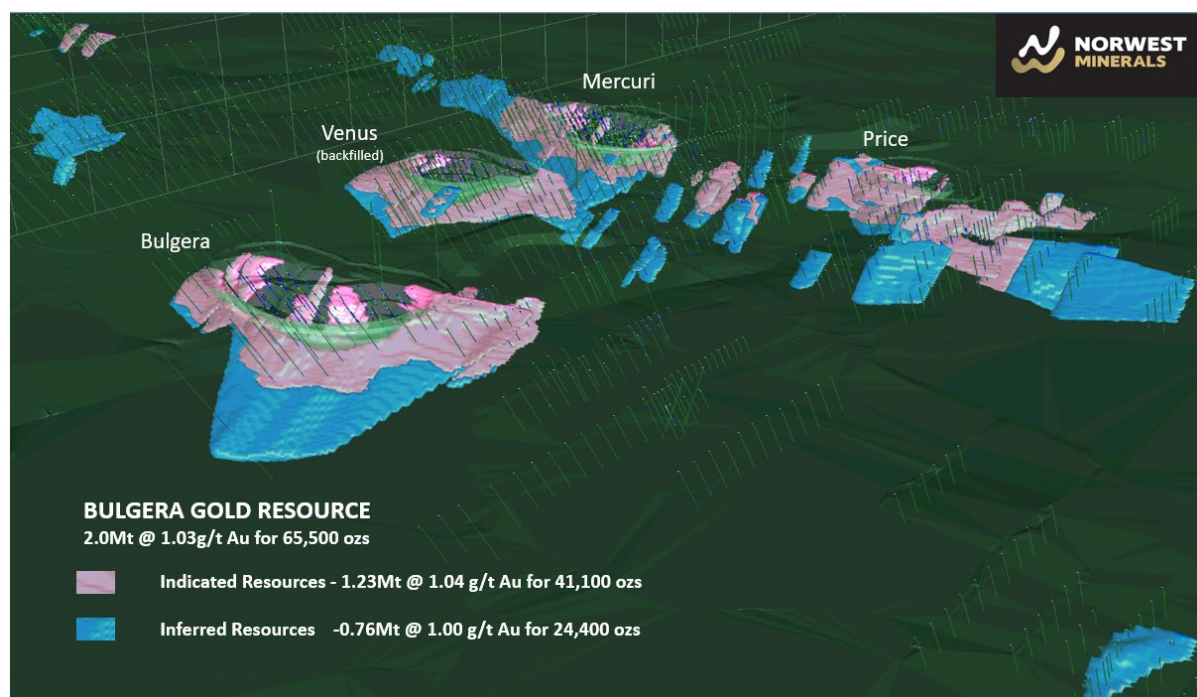 NORWEST
MINERALS
Mercuri
Venus
(backfilled)
Price
Bulgera
BULGERA GOLD RESOURCE
2.0Mt @ 1.03g/t Au for 65,500 ozs
Indicated Resources - 1.23Mt @ 1.04 g/t Au for 41,100 ozs
Inferred Resources -0.76Mt @ 1.00 g/t Au for 24,400 ozs